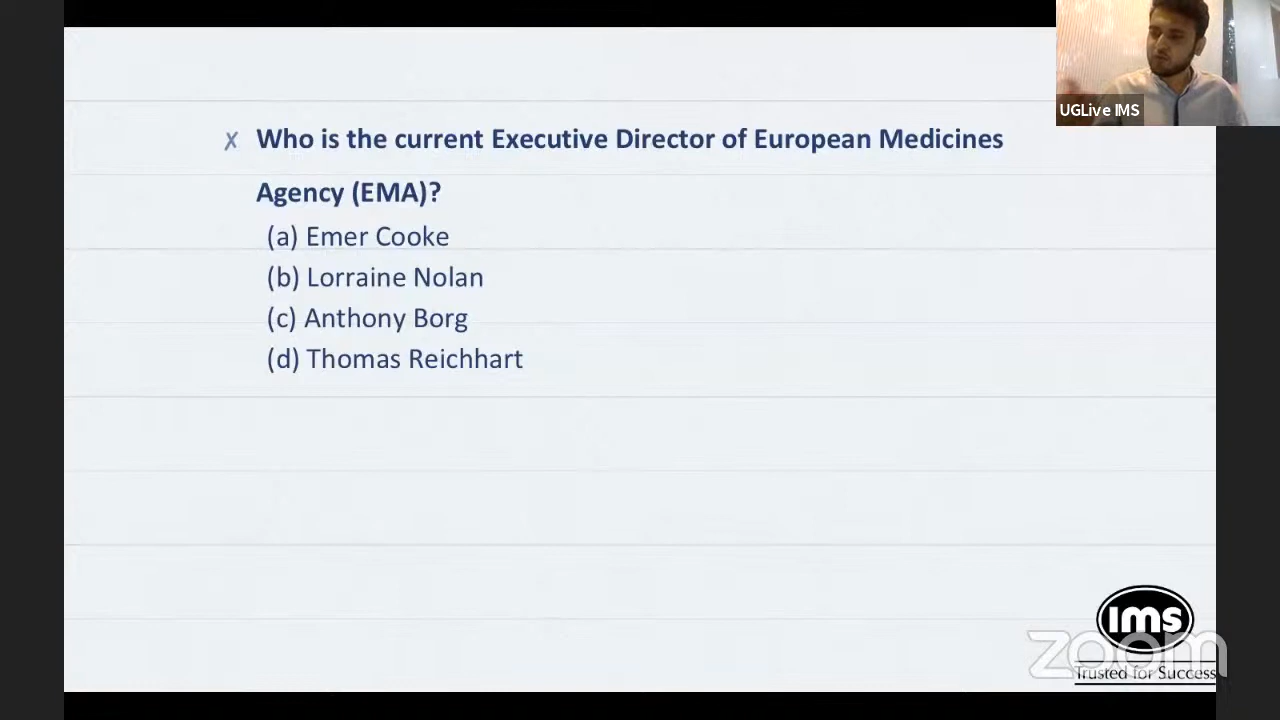 UGLive IMS
✗ Who is the current Executive Director of European Medicines
Agency (EMA)?
(a) Emer Cooke
(b) Lorraine Nolan
(c) Anthony Borg
(d) Thomas Reichhart
ims
zoom
Trusted for Success